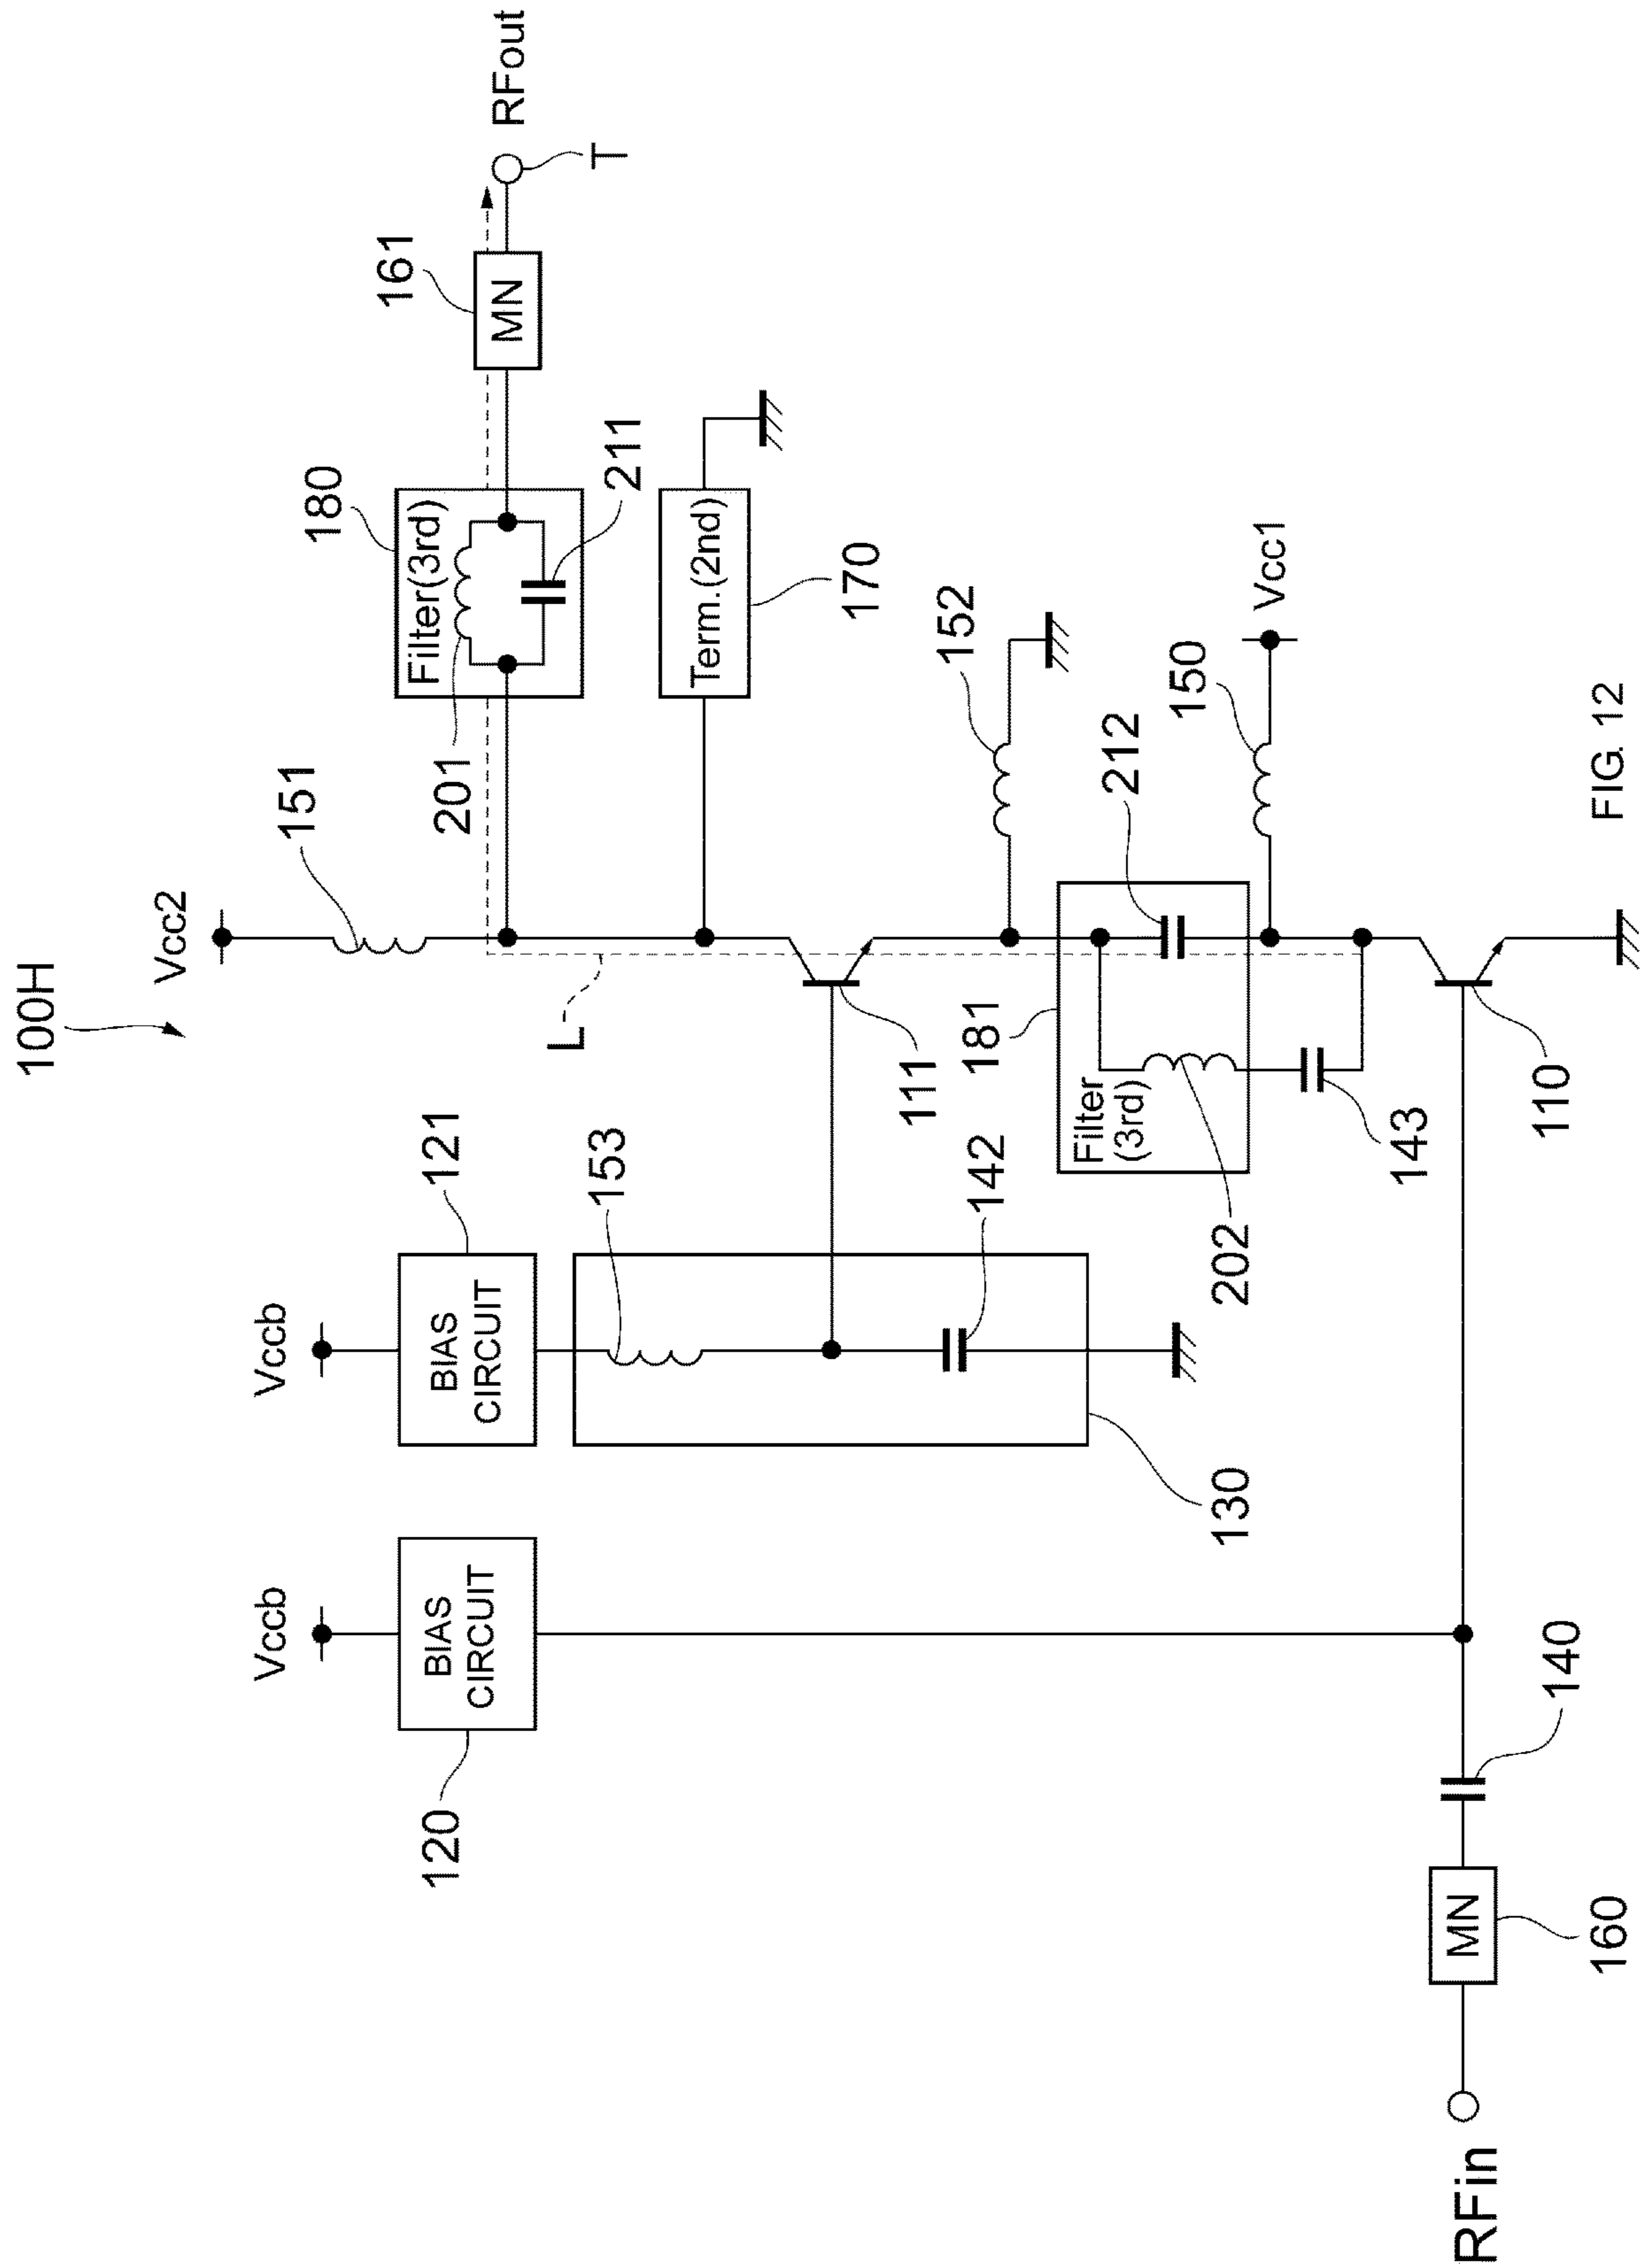 100H
Vcc2
151
RFout
T
161
MN
180
Filter(3rd)
201
211
Term.(2nd)
170
L
Vccb
121
BIAS
CIRCUIT
153
142
130
111
152
Vccb
120
BIAS
CIRCUIT
181
Filter
(3rd)
212
202
143
150
Vcc1
110
RFin
MN
160
140
FIG. 12